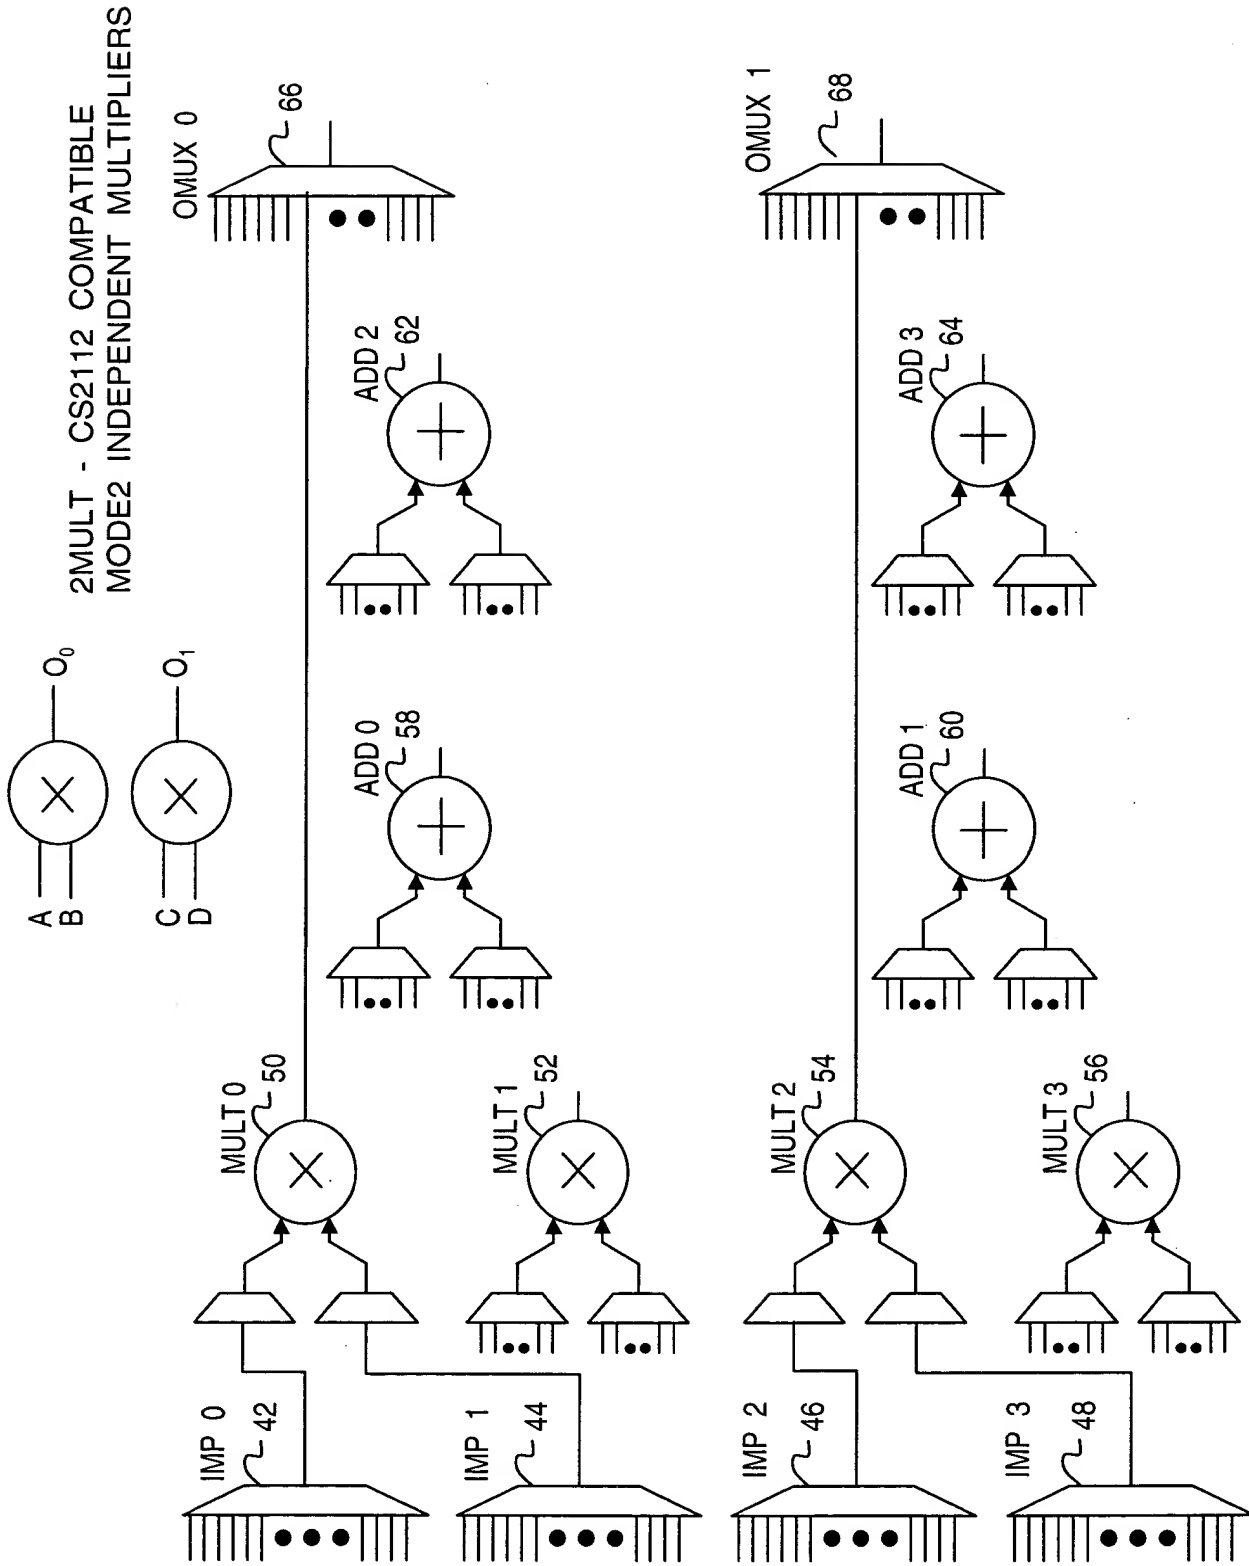 2MULT - CS2112 COMPATIBLE
MODE2 INDEPENDENT MULTIPLIERS
A
B
O0
C
D
O1
IMP 0
42
IMP 1
44
IMP 2
46
IMP 3
48
MULT 0
50
MULT 1
52
MULT 2
54
MULT 3
56
ADD 0
58
ADD 1
60
ADD 2
62
ADD 3
64
OMUX 0
66
OMUX 1
68